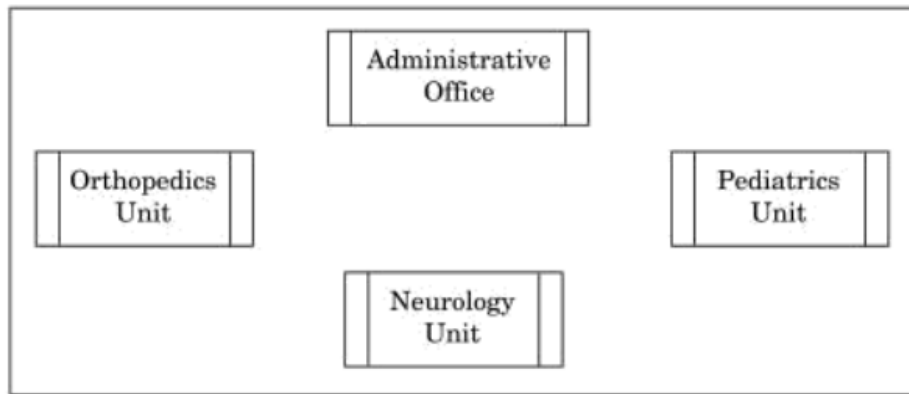 Administrative
Office
Orthopedics
Unit
Pediatrics
Unit
Neurology
Unit